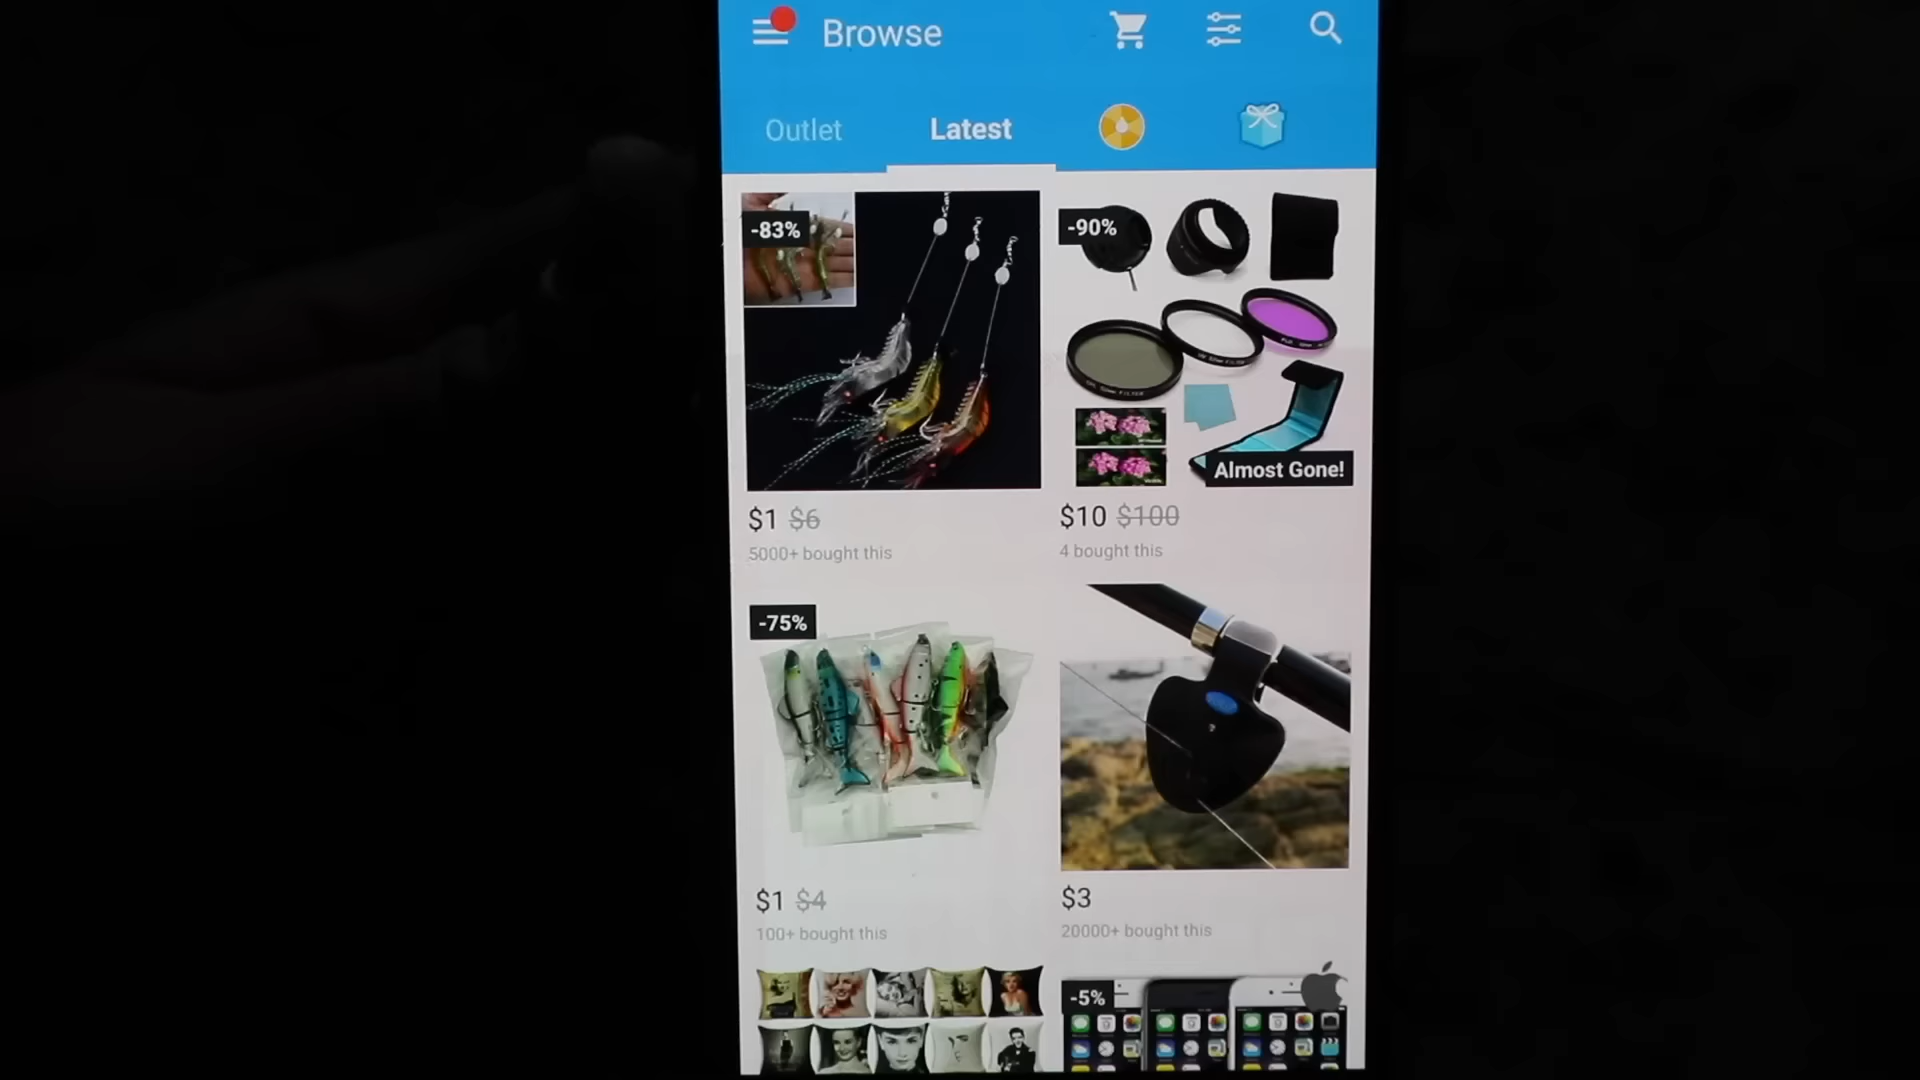 Browse
Outlet
Latest
-83%
-90%
Almost Gone!
$1 $6
5000+ bought this
$10 $100
4 bought this
-75%
$1 $4
100+ bought this
$3
20000+ bought this
-5%